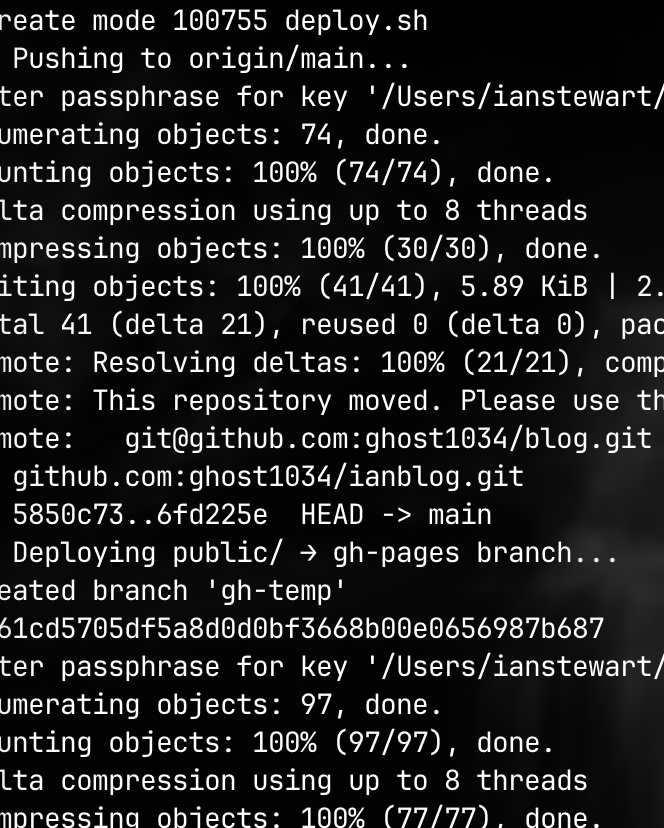 reate mode 100755 deploy.sh
Pushing to origin/main...
ter passphrase for key '/Users/ianstewart/
umerating objects: 74, done.
unting objects: 100% (74/74), done.
lta compression using up to 8 threads
mpressing objects: 100% (30/30), done.
iting objects: 100% (41/41), 5.89 KiB | 2.
tal 41 (delta 21), reused 0 (delta 0), pac
mote: Resolving deltas: 100% (21/21), comp
mote: This repository moved. Please use th
mote:   git@github.com:ghost1034/blog.git
github.com:ghost1034/ianblog.git
5850c73..6fd225e  HEAD -> main
Deploying public/ → gh-pages branch...
eated branch 'gh-temp'
61cd5705df5a8d0d0bf3668b00e0656987b687
ter passphrase for key '/Users/ianstewart/
umerating objects: 97, done.
unting objects: 100% (97/97), done.
lta compression using up to 8 threads
mpressing objects: 100% (77/77), done.